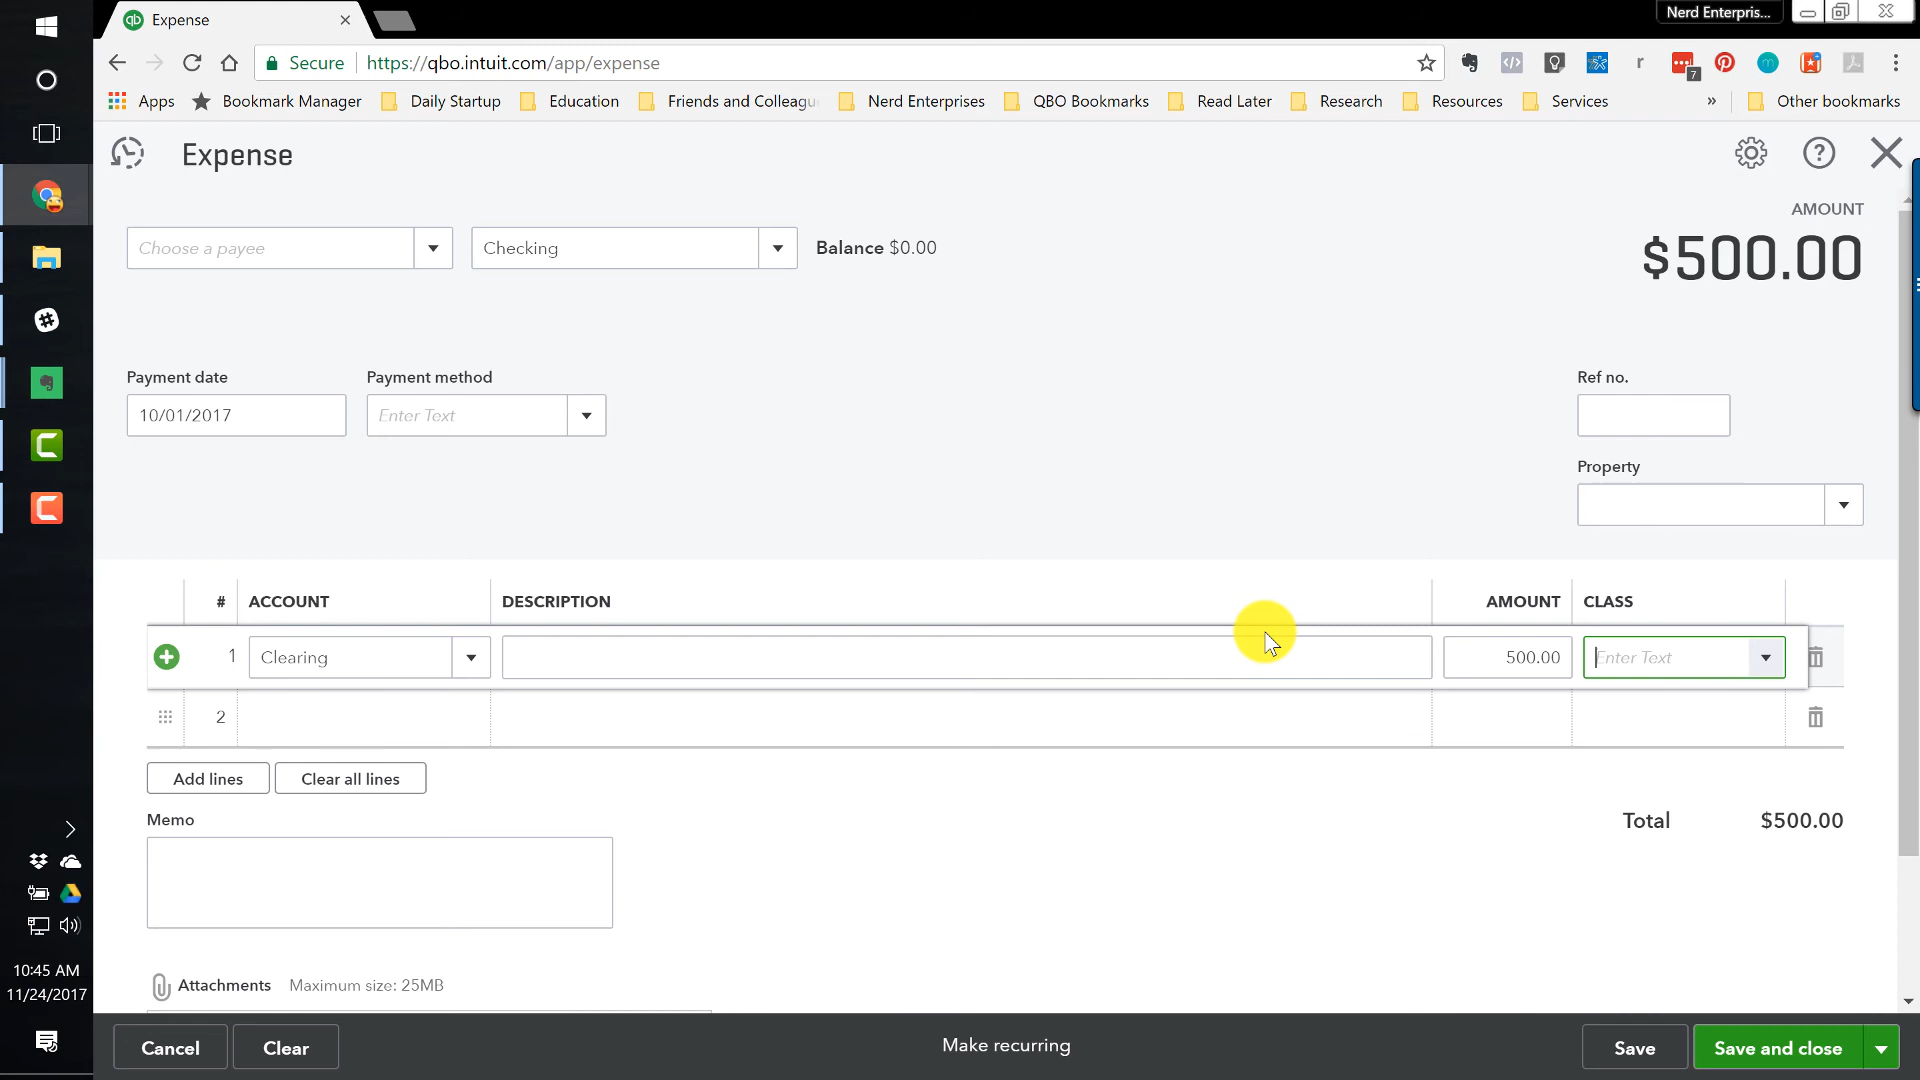 Expense
Nerd Enterpris...
Secure https://qbo.intuit.com/app/expense
7
Apps Bookmark Manager Daily Startup Education Friends and Colleagu Nerd Enterprises QBO Bookmarks Read Later Research Resources Services » Other bookmarks
Expense
AMOUNT
$500.00
Choose a payee Checking Balance $0.00
Payment date Payment method Ref no.
10/01/2017 Enter Text
Property
# ACCOUNT DESCRIPTION AMOUNT CLASS
1 Clearing 500.00 Enter Text
2
Add lines Clear all lines
Memo Total $500.00
Attachments Maximum size: 25MB
10:45 AM
11/24/2017
Cancel Clear Make recurring Save Save and close